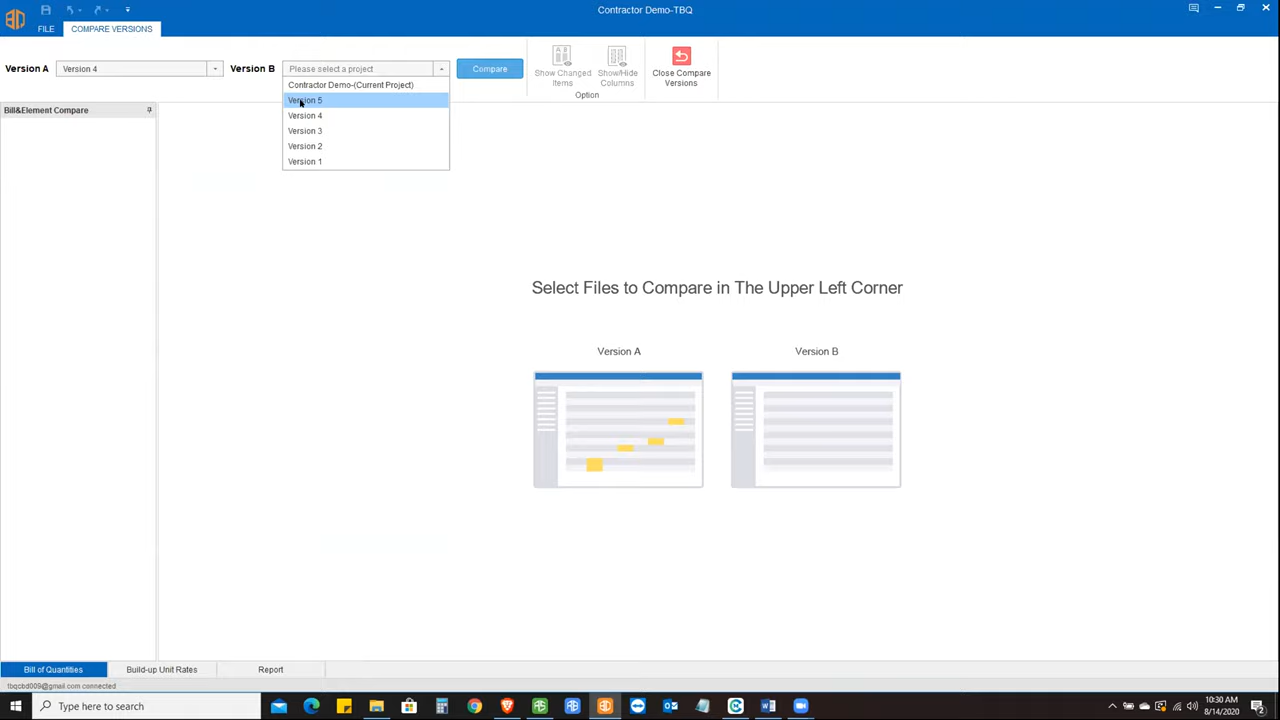 Contractor Demo-TBQ
FILE
COMPARE VERSIONS
Version A
Version 4
Version B
Please select a project
Compare
Show Changed
Items
Show/Hide
Columns
Close Compare
Versions
Option
Contractor Demo-(Current Project)
Version 5
Version 4
Version 3
Version 2
Version 1
Bill&Element Compare
Select Files to Compare in The Upper Left Corner
Version A
Version B
Bill of Quantities
Build-up Unit Rates
Report
tbqcbd009@gmail.com connected
Type here to search
10:30 AM
8/14/2020